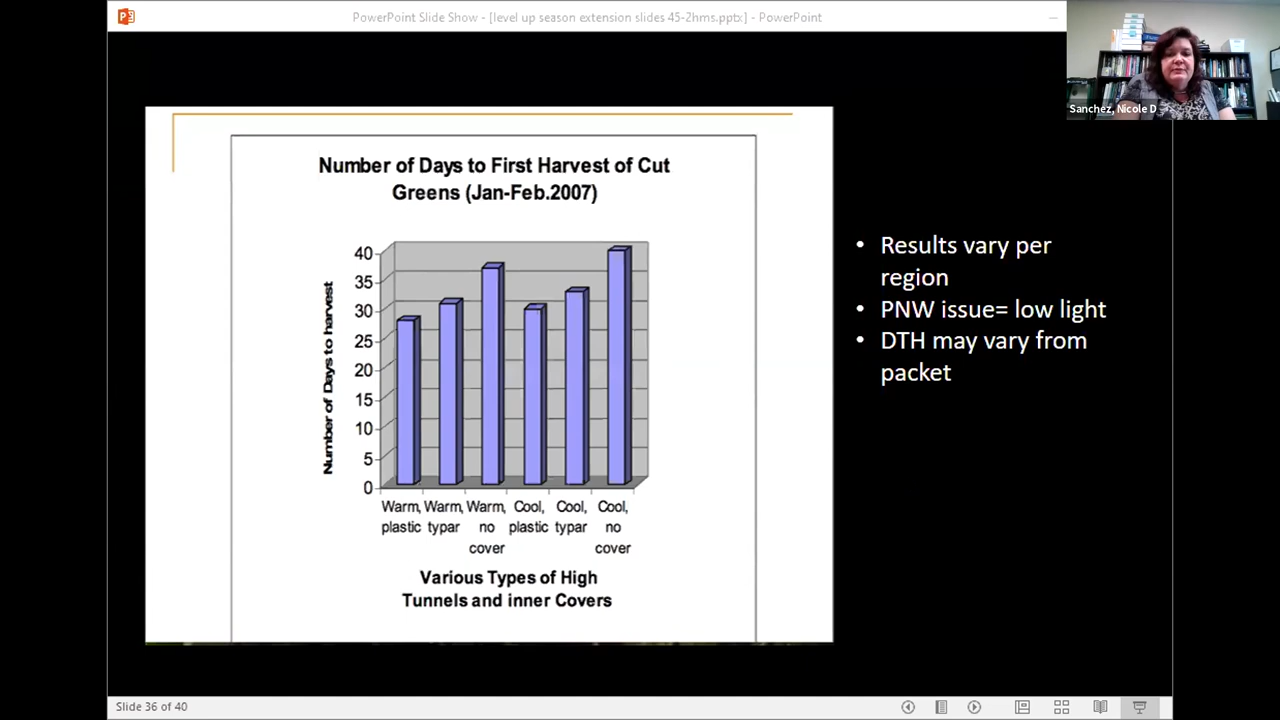 PowerPoint Slide Show - [level up season extension slides 45-2hms.pptx] - PowerPoint
Sanchez, Nicole D
Number of Days to First Harvest of Cut
Greens (Jan-Feb.2007)
Number of Days to harvest
40
35
30
25
20
15
10
5
0
Warm, plastic
Warm, typar
Warm, no cover
Cool, plastic
Cool, typar
Cool, no cover
Various Types of High
Tunnels and inner Covers
• Results vary per
region
• PNW issue= low light
• DTH may vary from
packet
Slide 36 of 40